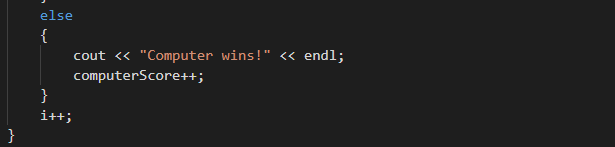 else
{
cout << "Computer wins!" << endl;
computerScore++;
}
i++;
}